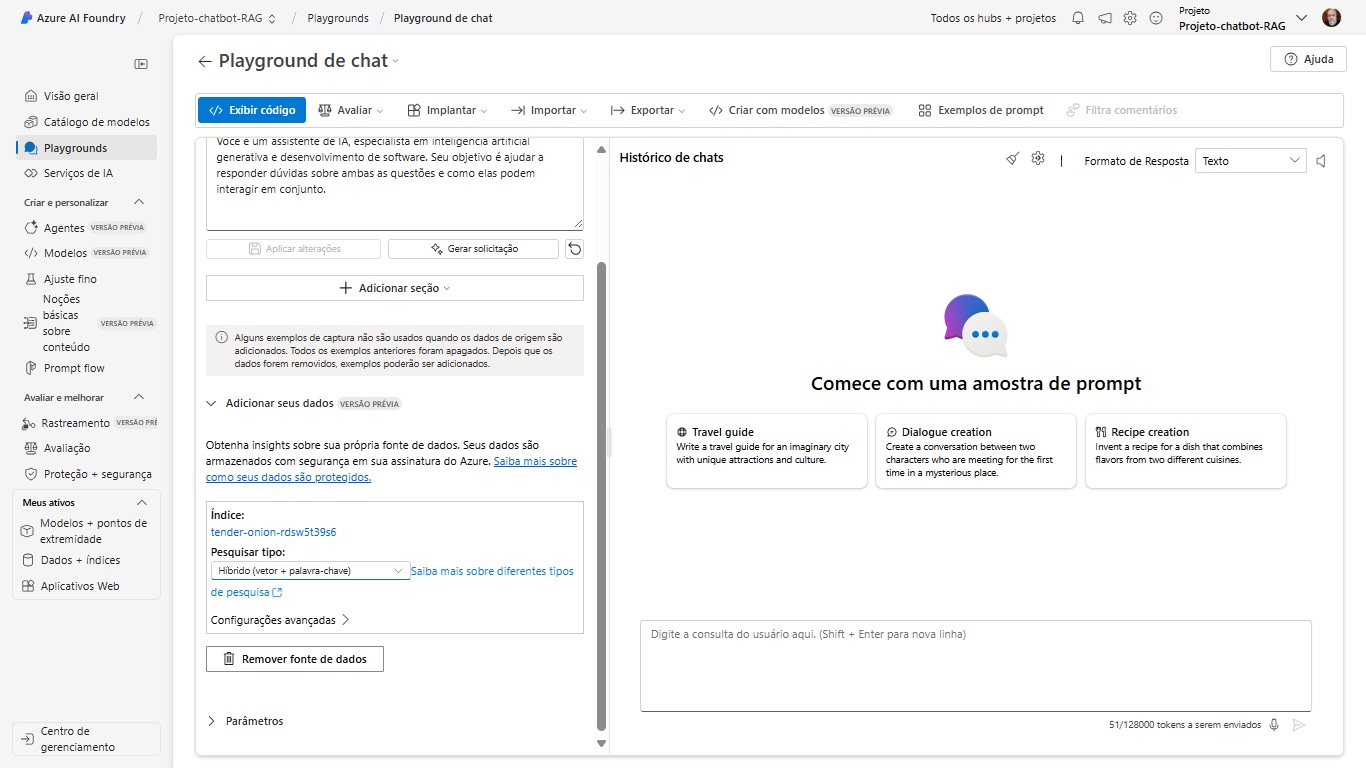 Azure AI Foundry / Projeto-chatbot-RAG / Playgrounds / Playground de chat
Todos os hubs + projetos
Projeto
Projeto-chatbot-RAG
Playground de chat
Ajuda
Visão geral
Catálogo de modelos
Playgrounds
Serviços de IA
Criar e personalizar
Agentes VERSÃO PRÉVIA
Modelos VERSÃO PRÉVIA
Ajuste fino
Noções
básicas
sobre
conteúdo
VERSÃO PRÉVIA
Prompt flow
Avaliar e melhorar
Rastreamento VERSÃO PRÉ
Avaliação
Proteção + segurança
Meus ativos
Modelos + pontos de
extremidade
Dados + índices
Aplicativos Web
Centro de
gerenciamento
Exibir código
Avaliar
Implantar
Importar
Exportar
Criar com modelos VERSÃO PRÉVIA
Exemplos de prompt
Filtra comentários
Você é um assistente de IA, especialista em inteligência artificial
generativa e desenvolvimento de software. Seu objetivo é ajudar a
responder dúvidas sobre ambas as questões e como elas podem
interagir em conjunto.
Aplicar alterações
Gerar solicitação
Adicionar seção
Alguns exemplos de captura não são usados quando os dados de origem são
adicionados. Todos os exemplos anteriores foram apagados. Depois que os
dados forem removidos, exemplos poderão ser adicionados.
Adicionar seus dados VERSÃO PRÉVIA
Obtenha insights sobre sua própria fonte de dados. Seus dados são
armazenados com segurança em sua assinatura do Azure. Saiba mais sobre
como seus dados são protegidos.
Índice:
tender-onion-rdsw5t39s6
Pesquisar tipo:
Híbrido (vetor + palavra-chave)
Saiba mais sobre diferentes tipos
de pesquisa
Configurações avançadas
Remover fonte de dados
Parâmetros
Histórico de chats
Formato de Resposta
Texto
Comece com uma amostra de prompt
Travel guide
Write a travel guide for an imaginary city
with unique attractions and culture.
Dialogue creation
Create a conversation between two
characters who are meeting for the first
time in a mysterious place.
Recipe creation
Invent a recipe for a dish that combines
flavors from two different cuisines.
Digite a consulta do usuário aqui. (Shift + Enter para nova linha)
51/128000 tokens a serem enviados